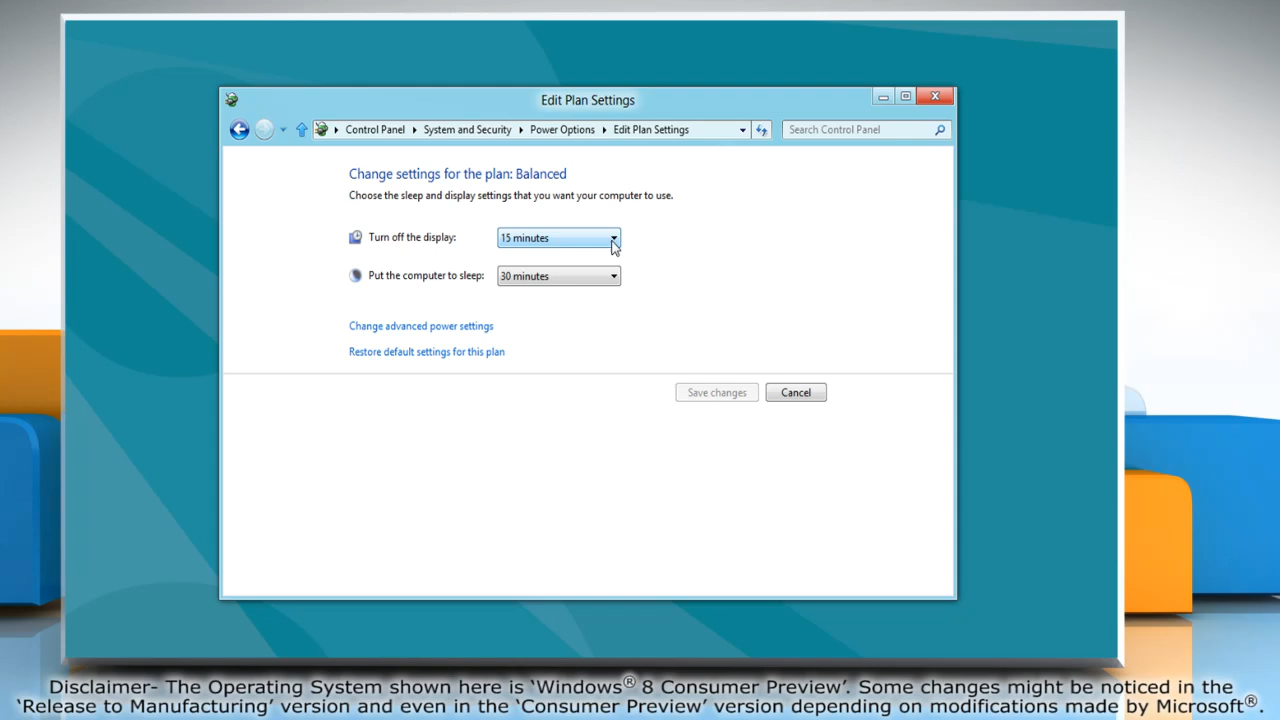 Edit Plan Settings
Control Panel System and Security Power Options Edit Plan Settings Search Control Panel
Change settings for the plan: Balanced
Choose the sleep and display settings that you want your computer to use.
Turn off the display: 15 minutes
Put the computer to sleep: 30 minutes
Change advanced power settings
Restore default settings for this plan
Save changes Cancel
Disclaimer- The Operating System shown here is ‘Windows® 8 Consumer Preview’. Some changes might be noticed in the
‘Release to Manufacturing’ version and even in the ‘Consumer Preview’ version depending on modifications made by Microsoft®.